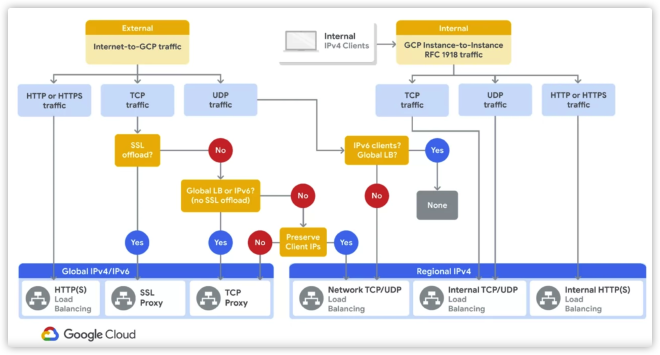 External
Internet-to-GCP traffic
Internal
IPv4 Clients
Internal
GCP Instance-to-Instance
RFC 1918 traffic
HTTP or HTTPS
traffic
TCP
traffic
UDP
traffic
TCP
traffic
UDP
traffic
HTTP or HTTPS
traffic
SSL
offload?
No
IPv6 clients?
Global LB?
Yes
Global LB or IPv6?
(no SSL offload)
No
No
None
Yes
Yes
No
Preserve
Client IPs
Yes
Global IPv4/IPv6
Regional IPv4
HTTP(S)
Load
Balancing
SSL
Proxy
TCP
Proxy
Network TCP/UDP
Load
Balancing
Internal TCP/UDP
Load
Balancing
Internal HTTP(S)
Load
Balancing
Google Cloud